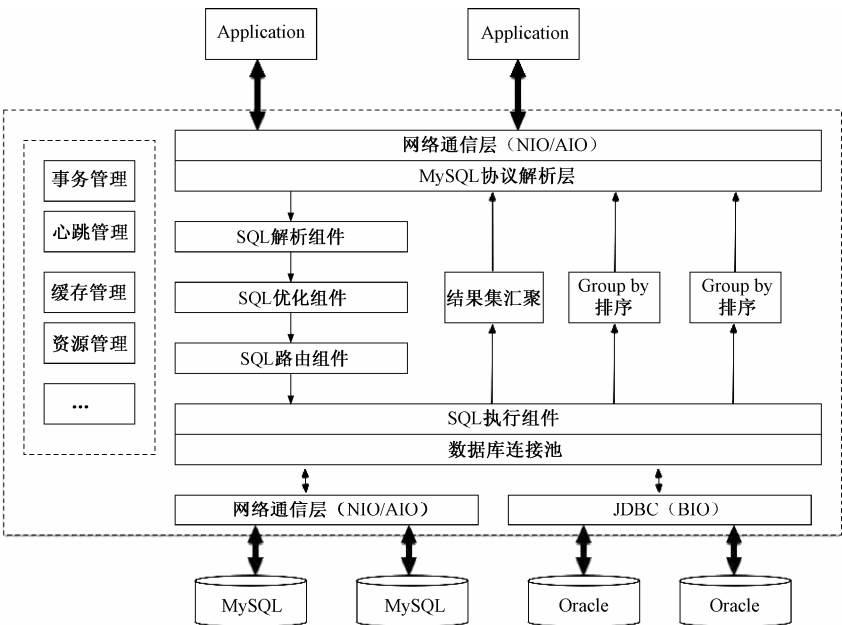 Application
Application
网络通信层（NIO/AIO）
MySQL协议解析层
事务管理
心跳管理
缓存管理
资源管理
...
SQL解析组件
SQL优化组件
SQL路由组件
结果集汇聚
Group by
排序
Group by
排序
SQL执行组件
数据库连接池
网络通信层（NIO/AIO）
JDBC（BIO）
MySQL
MySQL
Oracle
Oracle